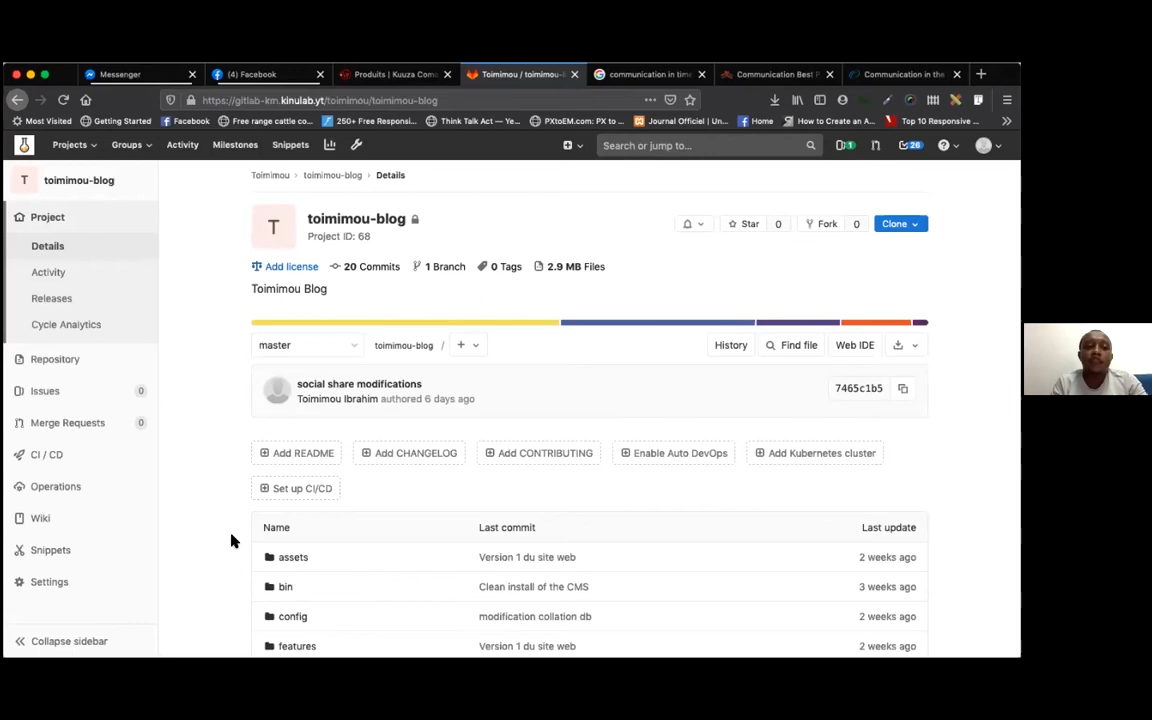 Messenger
(4) Facebook
Produits | Kuuza Com
Toimimou / toimimou-
communication in tim
Communication Best P
Communication in the
https://gitlab-km.kinulab.yt/toimimou/toimimou-blog
Most Visited
Getting Started
Facebook
Free range cattle co...
250+ Free Responsi...
Think Talk Act — Ye...
PXtoEM.com: PX to ...
Journal Officiel | Un...
Home
How to Create an A...
Top 10 Responsive ...
Projects
Groups
Activity
Milestones
Snippets
Search or jump to...
1
26
T
toimimou-blog
Project
Details
Activity
Releases
Cycle Analytics
Repository
Issues 0
Merge Requests 0
CI / CD
Operations
Wiki
Snippets
Settings
Collapse sidebar
Toimimou › toimimou-blog › Details
T
toimimou-blog
Project ID: 68
Star 0
Fork 0
Clone
Add license
20 Commits
1 Branch
0 Tags
2.9 MB Files
Toimimou Blog
master
toimimou-blog / +
History
Find file
Web IDE
social share modifications
Toimimou Ibrahim authored 6 days ago
7465c1b5
Add README
Add CHANGELOG
Add CONTRIBUTING
Enable Auto DevOps
Add Kubernetes cluster
Set up CI/CD
Name Last commit Last update
assets Version 1 du site web 2 weeks ago
bin Clean install of the CMS 3 weeks ago
config modification collation db 2 weeks ago
features Version 1 du site web 2 weeks ago